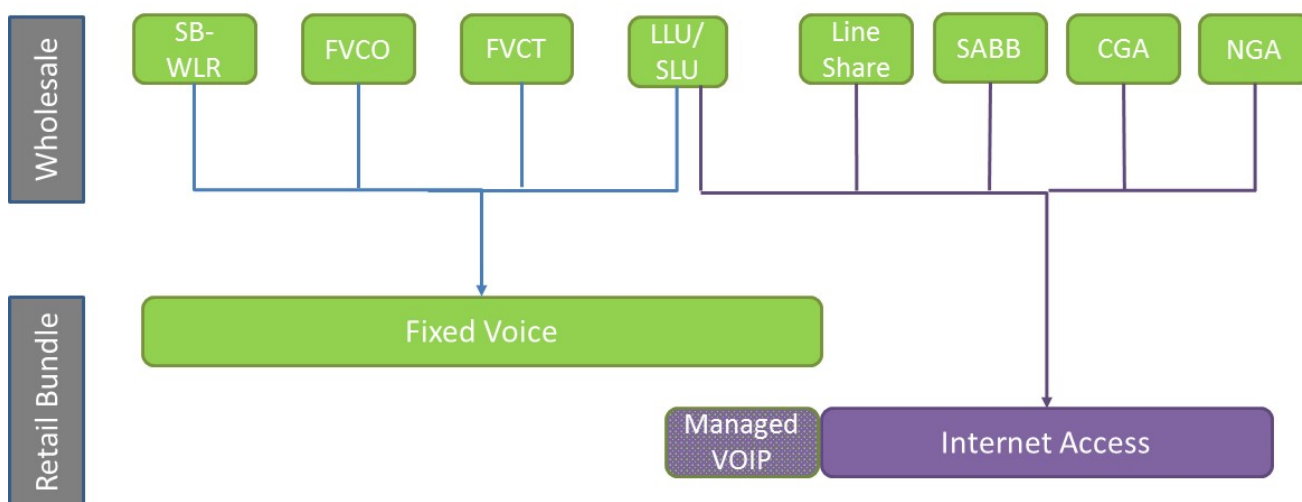 Wholesale
SB-
WLR
FVCO
FVCT
LLU/
SLU
Line
Share
SABB
CGA
NGA
Retail Bundle
Fixed Voice
Managed
VOIP
Internet Access